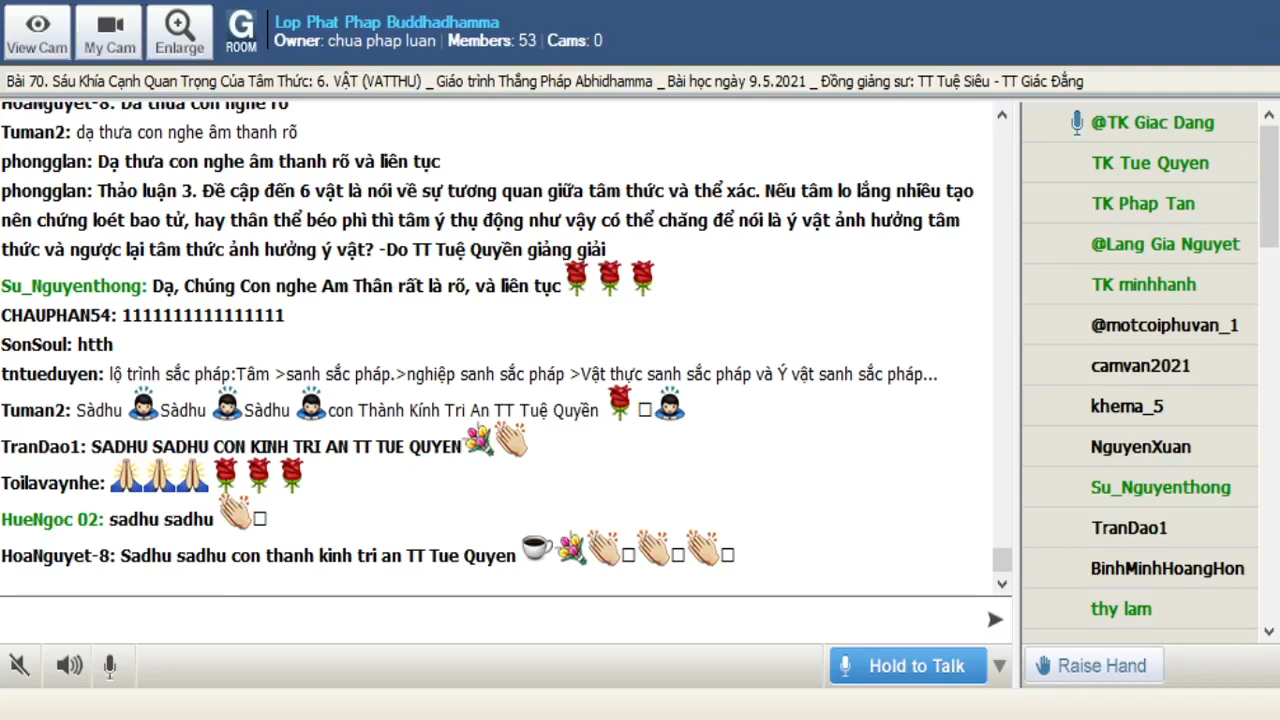 View Cam
My Cam
Enlarge
G
ROOM
Lop Phat Phap Buddhadhamma
Owner: chua phap luan | Members: 53 | Cams: 0
Bài 70. Sáu Khía Cạnh Quan Trọng Của Tâm Thức: 6. VẬT (VATTHU) _ Giáo trình Thắng Pháp Abhidhamma _ Bài học ngày 9.5.2021 _ Đồng giảng sư: TT Tuệ Siêu - TT Giác Đẳng
HoaNguyet-8: Dạ thưa con nghe rõ
Tuman2: dạ thưa con nghe âm thanh rõ
phongglan: Dạ thưa con nghe âm thanh rõ và liên tục
phongglan: Thảo luận 3. Đề cập đến 6 vật là nói về sự tương quan giữa tâm thức và thể xác. Nếu tâm lo lắng nhiều tạo
nên chứng loét bao tử, hay thân thể béo phì thì tâm ý thụ động như vậy có thể chăng để nói là ý vật ảnh hưởng tâm
thức và ngược lại tâm thức ảnh hưởng ý vật? -Do TT Tuệ Quyền giảng giải
Su_Nguyenthong: Dạ, Chúng Con nghe Am Thân rất là rõ, và liên tục
CHAUPHAN54: 1111111111111111
SonSoul: htth
tntueduyen: lộ trình sắc pháp:Tâm >sanh sắc pháp.>nghiệp sanh sắc pháp >Vật thực sanh sắc pháp và Ý vật sanh sắc pháp...
Tuman2: Sàdhu Sàdhu Sàdhu con Thành Kính Tri An TT Tuệ Quyền
TranDao1: SADHU SADHU CON KINH TRI AN TT TUE QUYEN
Toilavaynhe:
HueNgoc 02: sadhu sadhu
HoaNguyet-8: Sadhu sadhu con thanh kinh tri an TT Tue Quyen
Hold to Talk
@TK Giac Dang
TK Tue Quyen
TK Phap Tan
@Lang Gia Nguyet
TK minhhanh
@motcoiphuvan_1
camvan2021
khema_5
NguyenXuan
Su_Nguyenthong
TranDao1
BinhMinhHoangHon
thy lam
Raise Hand